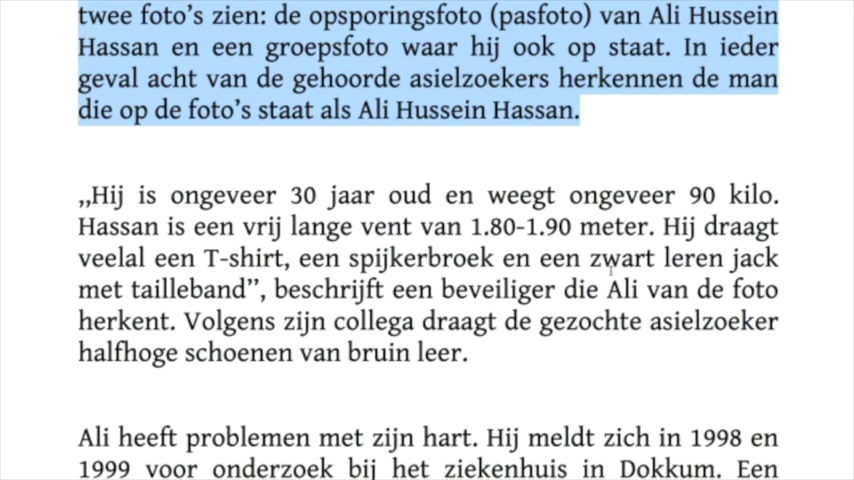 twee foto’s zien: de opsporingsfoto (pasfoto) van Ali Hussein
Hassan en een groepsfoto waar hij ook op staat. In ieder
geval acht van de gehoorde asielzoekers herkennen de man
die op de foto’s staat als Ali Hussein Hassan.
„Hij is ongeveer 30 jaar oud en weegt ongeveer 90 kilo.
Hassan is een vrij lange vent van 1.80-1.90 meter. Hij draagt
veelal een T-shirt, een spijkerbroek en een zwart leren jack
met tailleband”, beschrijft een beveiliger die Ali van de foto
herkent. Volgens zijn collega draagt de gezochte asielzoeker
halfhoge schoenen van bruin leer.
Ali heeft problemen met zijn hart. Hij meldt zich in 1998 en
1999 voor onderzoek bij het ziekenhuis in Dokkum. Een